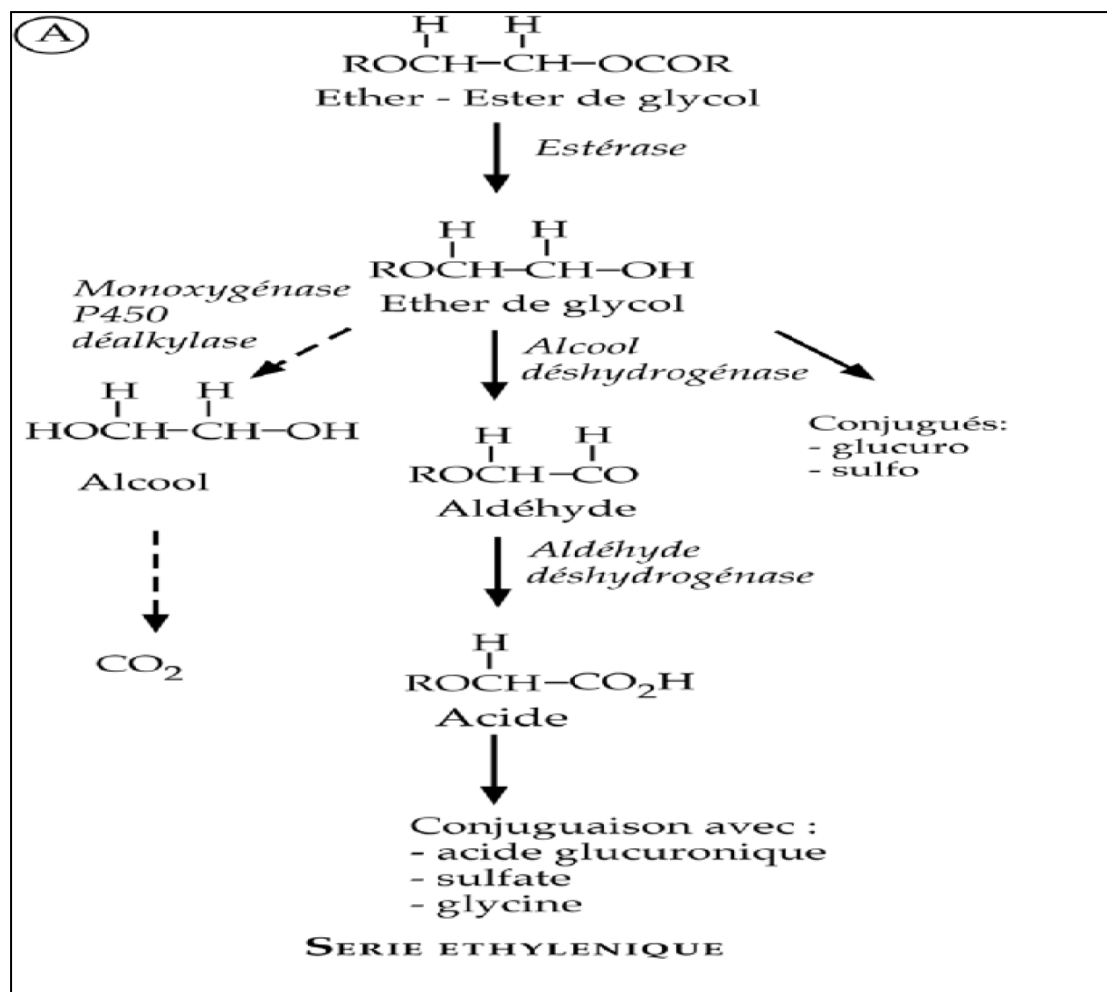 A
H H
ROCH-CH-OCOR
Ether - Ester de glycol
Estérase
H H
ROCH-CH-OH
Ether de glycol
Monoxygénase
P450
déalkylase
Alcool
déshydrogénase
H H
HOCH-CH-OH
Alcool
H H
ROCH-CO
Aldéhyde
Conjugués:
- glucuro
- sulfo
Aldéhyde
déshydrogénase
CO₂
H
ROCH-CO₂H
Acide
Conjuguaison avec :
- acide glucuronique
- sulfate
- glycine
SERIE ETHYLENIQUE